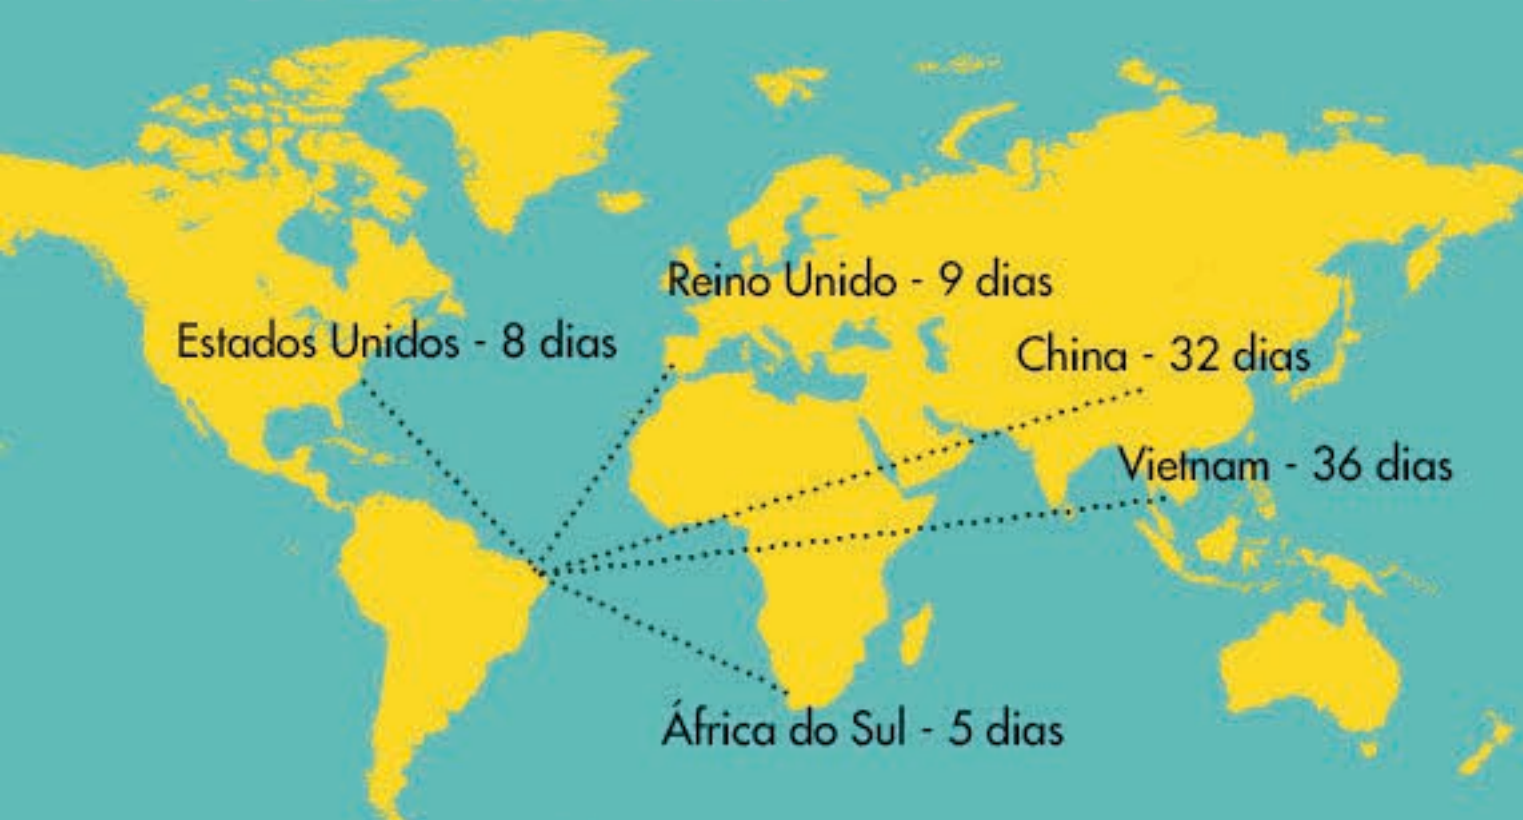 Reino Unido - 9 dias
Estados Unidos - 8 dias
China - 32 dias
Vietnam - 36 dias
África do Sul - 5 dias